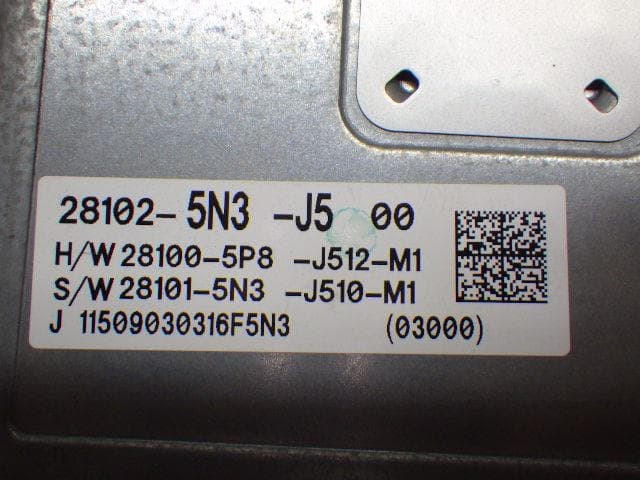 28102- 5N3 -J5 00
H/W 28100-5P8 -J512-M1
S/W 28101-5N3 -J510-M1
J 11509030316F5N3 (03000)